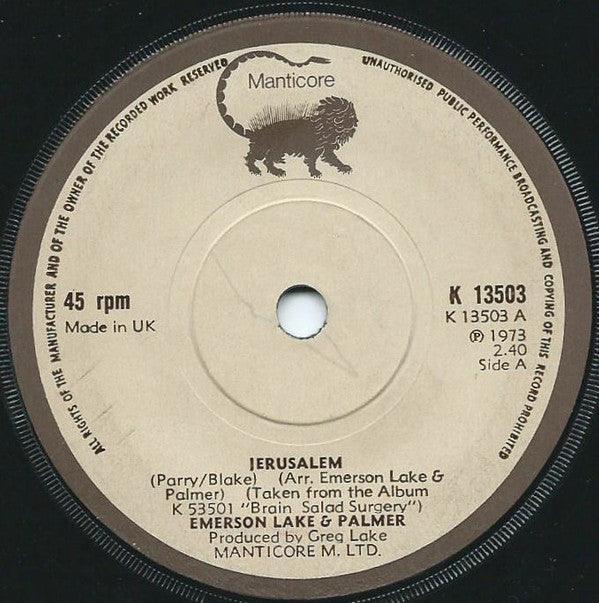 Manticore
ALL RIGHTS OF THE MANUFACTURER AND OF THE OWNER OF THE RECORDED WORK RESERVED
UNAUTHORISED PUBLIC PERFORMANCE BROADCASTING AND COPYING OF THIS RECORD PROHIBITED
45 rpm
Made in UK
K 13503
K 13503 A
℗ 1973
2.40
Side A
JERUSALEM
(Parry/Blake) (Arr. Emerson Lake &
Palmer) (Taken from the Album
K 53501 "Brain Salad Surgery")
EMERSON LAKE & PALMER
Produced by Greg Lake
MANTICORE M. LTD.